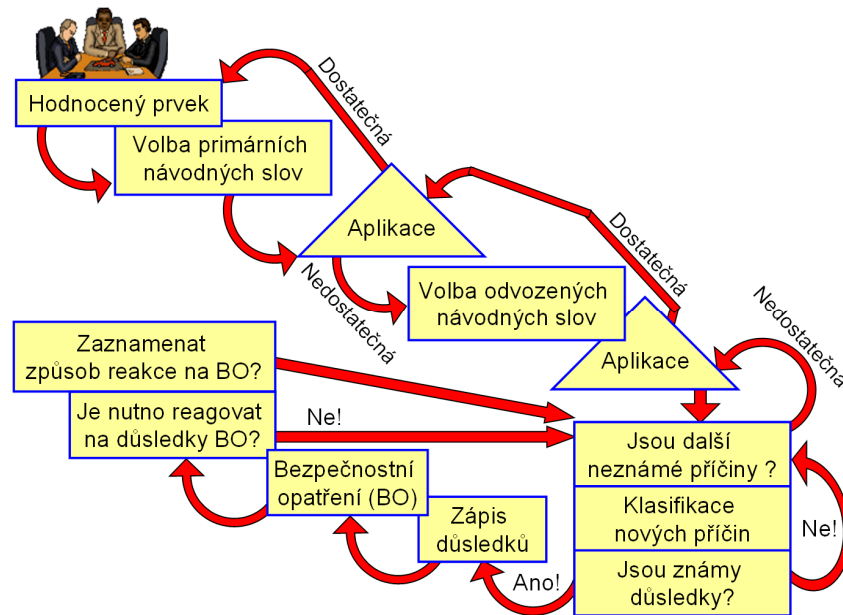 Hodnocený prvek
Dostatečná
Volba primárních
návodných slov
Aplikace
Nedostatečná
Dostatečná
Volba odvozených
návodných slov
Aplikace
Nedostatečná
Zaznamenat
způsob reakce na BO?
Je nutno reagovat
na důsledky BO?
Ne!
Jsou další
neznámé příčiny ?
Bezpečnostní
opatření (BO)
Klasifikace
nových příčin
Ne!
Zápis
důsledků
Ano!
Jsou známy
důsledky?